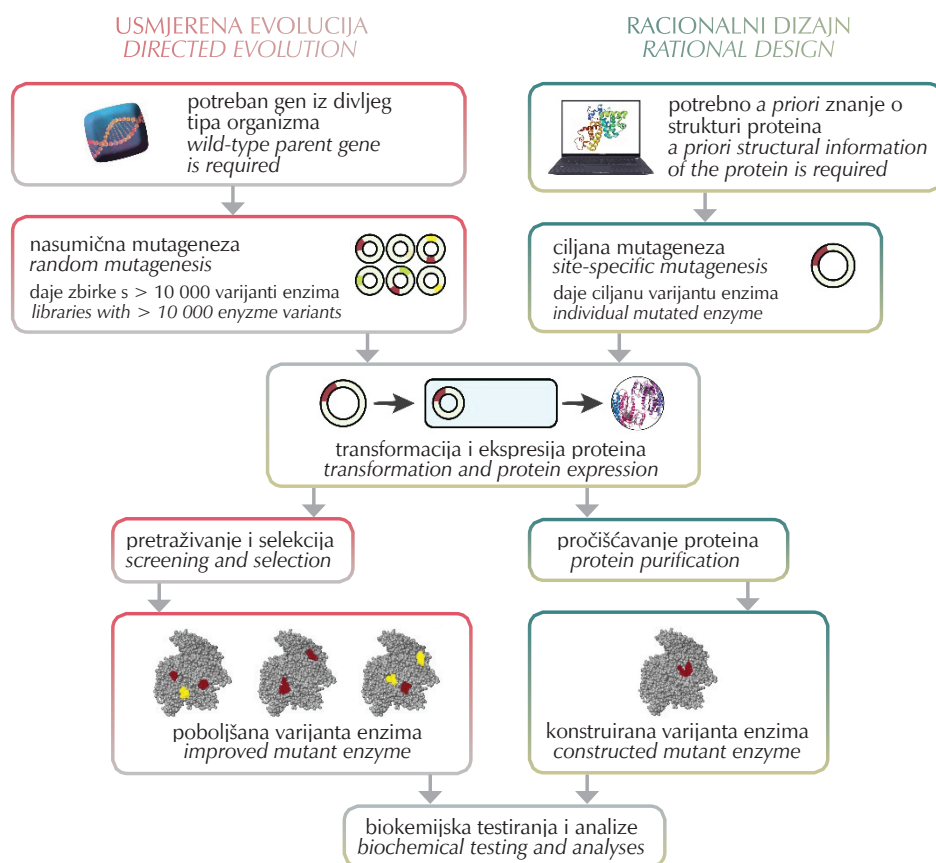 USMJERENA EVOLUCIJA
DIRECTED EVOLUTION
RACIONALNI DIZAJN
RATIONAL DESIGN
potreban gen iz divljeg
tipa organizma
wild-type parent gene
is required
potrebno a priori znanje o
strukturi proteina
a priori structural information
of the protein is required
nasumična mutageneza
random mutagenesis
daje zbirke s > 10 000 varijanti enzima
libraries with > 10 000 enyzme variants
ciljana mutageneza
site-specific mutagenesis
daje ciljanu varijantu enzima
individual mutated enzyme
transformacija i ekspresija proteina
transformation and protein expression
pretraživanje i selekcija
screening and selection
pročišćavanje proteina
protein purification
poboljšana varijanta enzima
improved mutant enzyme
konstruirana varijanta enzima
constructed mutant enzyme
biokemijska testiranja i analize
biochemical testing and analyses